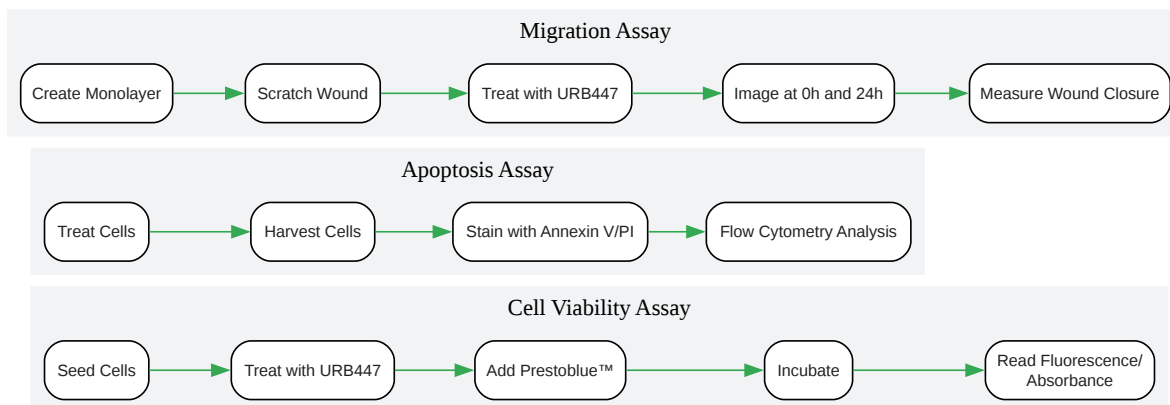 Migration Assay
Create Monolayer
Scratch Wound
Treat with URB447
Image at 0h and 24h
Measure Wound Closure
Apoptosis Assay
Treat Cells
Harvest Cells
Stain with Annexin V/PI
Flow Cytometry Analysis
Cell Viability Assay
Seed Cells
Treat with URB447
Add Prestoblue™
Incubate
Read Fluorescence/
Absorbance